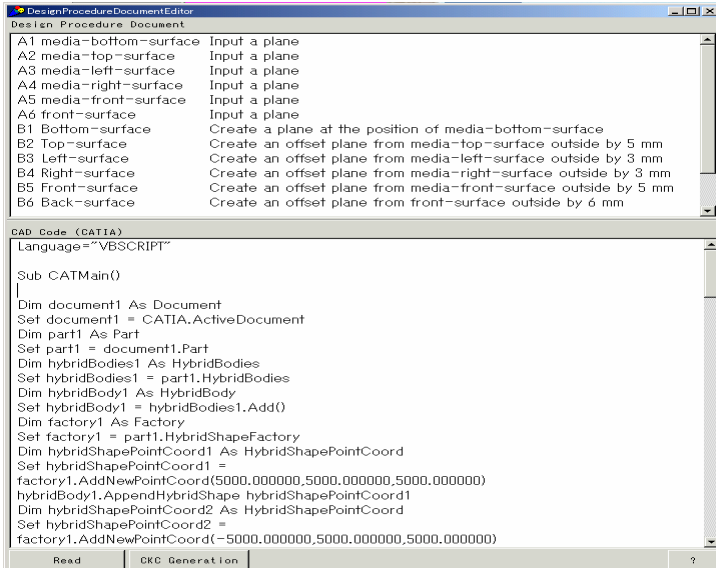 DesignProcedureDocumentEditor
Design Procedure Document
A1 media-bottom-surface Input a plane
A2 media-top-surface Input a plane
A3 media-left-surface Input a plane
A4 media-right-surface Input a plane
A5 media-front-surface Input a plane
A6 front-surface Input a plane
B1 Bottom-surface Create a plane at the position of media-bottom-surface
B2 Top-surface Create an offset plane from media-top-surface outside by 5 mm
B3 Left-surface Create an offset plane from media-left-surface outside by 3 mm
B4 Right-surface Create an offset plane from media-right-surface outside by 3 mm
B5 Front-surface Create an offset plane from media-front-surface outside by 5 mm
B6 Back-surface Create an offset plane from front-surface outside by 6 mm
CAD Code (CATIA)
Language="VBSCRIPT"
Sub CATMain()
Dim document1 As Document
Set document1 = CATIA.ActiveDocument
Dim part1 As Part
Set part1 = document1.Part
Dim hybridBodies1 As HybridBodies
Set hybridBodies1 = part1.HybridBodies
Dim hybridBody1 As HybridBody
Set hybridBody1 = hybridBodies1.Add()
Dim factory1 As Factory
Set factory1 = part1.HybridShapeFactory
Dim hybridShapePointCoord1 As HybridShapePointCoord
Set hybridShapePointCoord1 =
factory1.AddNewPointCoord(5000.000000,5000.000000,5000.000000)
hybridBody1.AppendHybridShape hybridShapePointCoord1
Dim hybridShapePointCoord2 As HybridShapePointCoord
Set hybridShapePointCoord2 =
factory1.AddNewPointCoord(-5000.000000,5000.000000,5000.000000)
Read CKC Generation ?